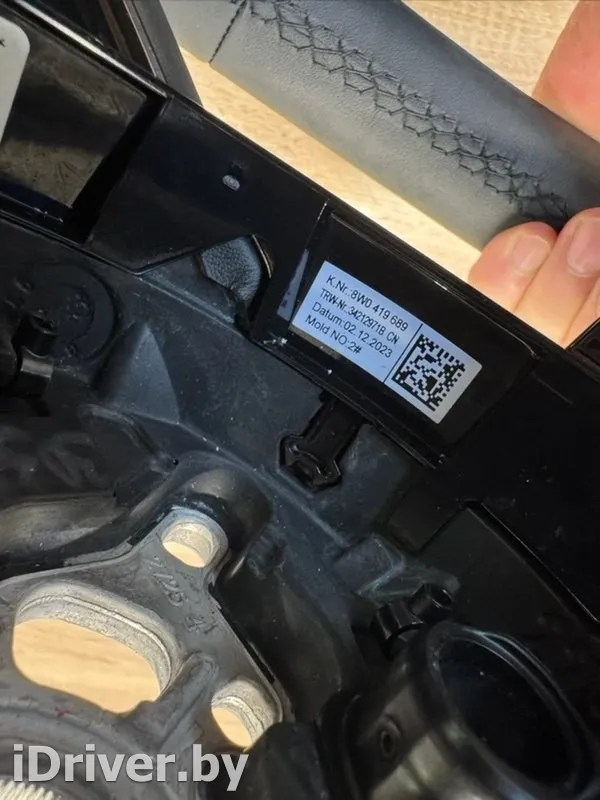 K.Nr.:8W0 419 689
TRW-Nr.:34212971B CN
Datum:02.12.2023
Mold NO:2#
iDriver.by